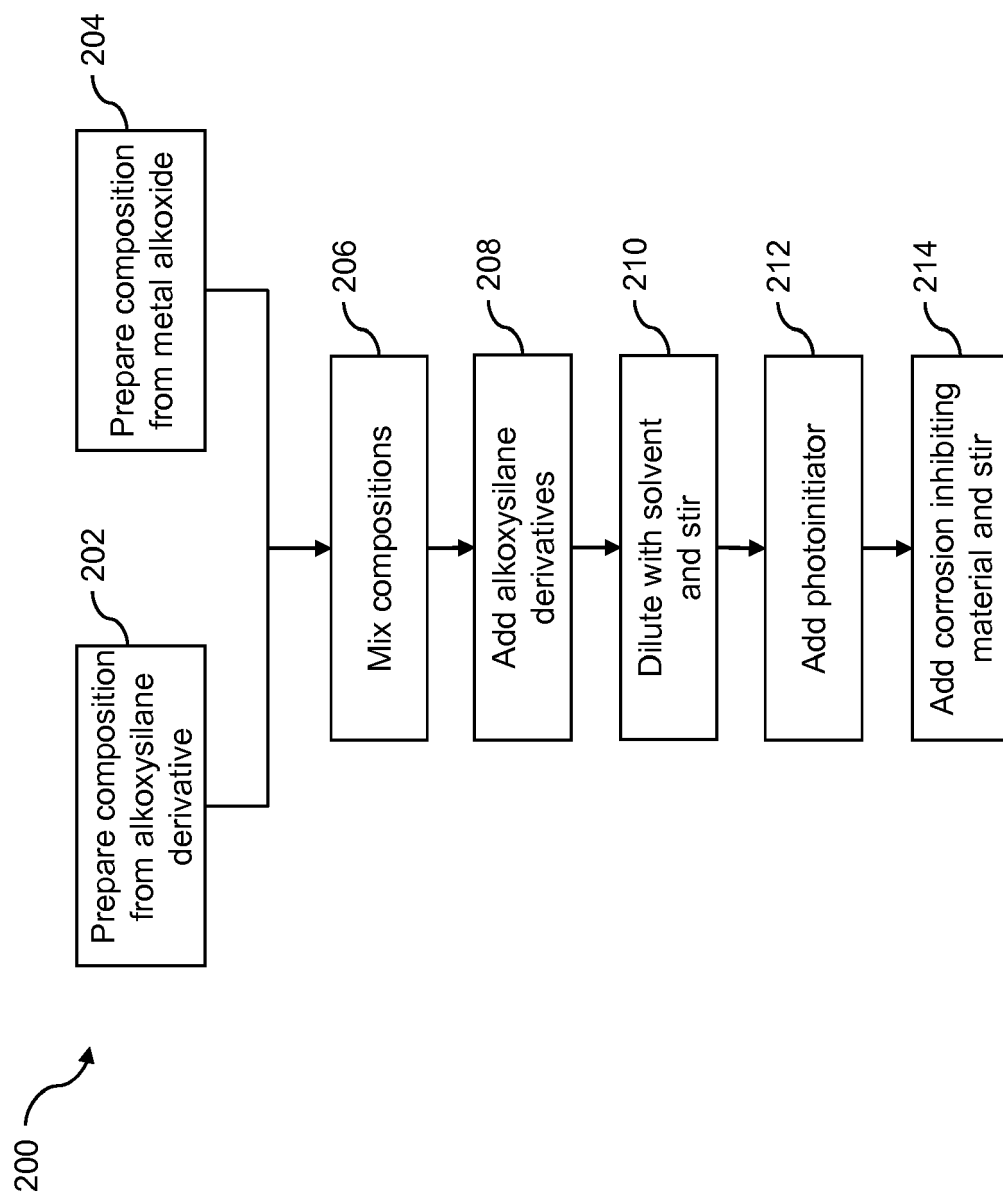 200
202
Prepare composition
from alkoxysilane
derivative
204
Prepare composition
from metal alkoxide
206
Mix compositions
208
Add alkoxysilane
derivatives
210
Dilute with solvent
and stir
212
Add photoinitiator
214
Add corrosion inhibiting
material and stir